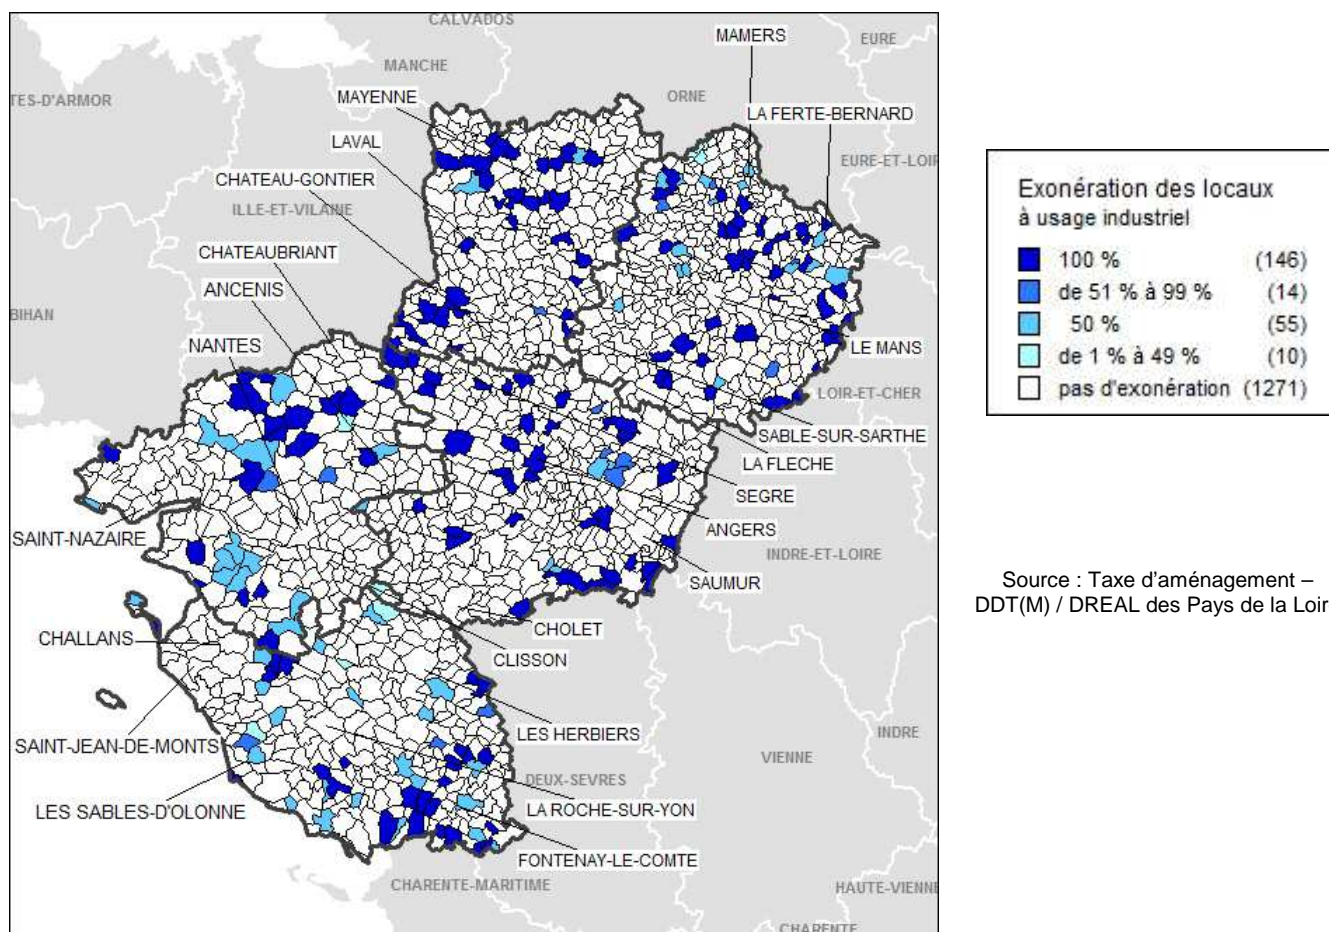 CALVADOS
MAMERS
EURE
MANCHE
TES-D'ARMOR
MAYENNE
ORNE
LA FERTE-BERNARD
LAVAL
EURE-ET-LOIR
CHATEAU-GONTIER
ILLE-ET-VILAINE
CHATEAUBRIANT
ANCENIS
BIHAN
NANTES
LE MANS
LOIR-ET-CHER
SABLE-SUR-SARTHE
LA FLECHE
SEGRE
ANGERS
SAINT-NAZAIRE
INDRE-ET-LOIRE
SAUMUR
CHOLET
CHALLANS
CLISSON
LES HERBIERS
INDRE
SAINT-JEAN-DE-MONTS
VIENNE
DEUX-SEVRES
LES SABLES-D'OLONNE
LA ROCHE-SUR-YON
FONTENAY-LE-COMTE
CHARENTE-MARITIME
HAUTE-VIENNE
CHARENTE
Exonération des locaux
à usage industriel
100 % (146)
de 51 % à 99 % (14)
50 % (55)
de 1 % à 49 % (10)
pas d'exonération (1271)
Source : Taxe d'aménagement –
DDT(M) / DREAL des Pays de la Loir